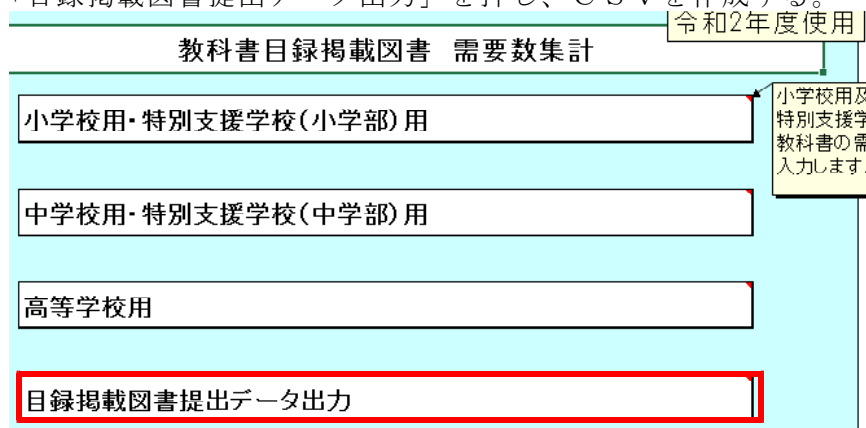 「目録掲載図書提出データ出力」を押し、ＣＳＶを作成する。
令和2年度使用
教科書目録掲載図書　需要数集計
小学校用・特別支援学校(小学部)用
小学校用及
特別支援学
教科書の需
入力します。
中学校用・特別支援学校(中学部)用
高等学校用
目録掲載図書提出データ出力